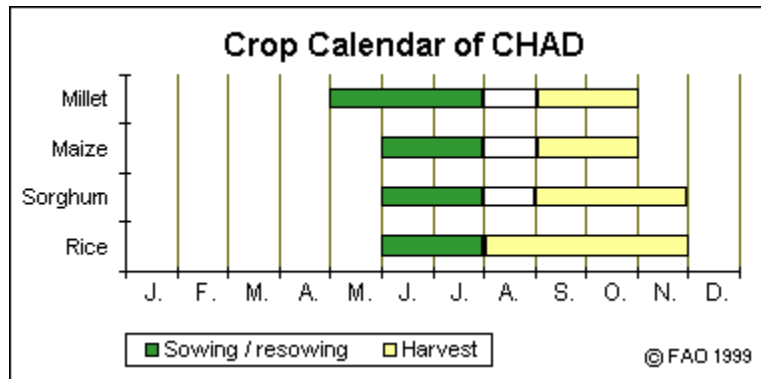 Crop Calendar of CHAD
Millet
Maize
Sorghum
Rice
J. F. M. A. M. J. J. A. S. O. N. D.
Sowing / resowing Harvest
© FAO 1999